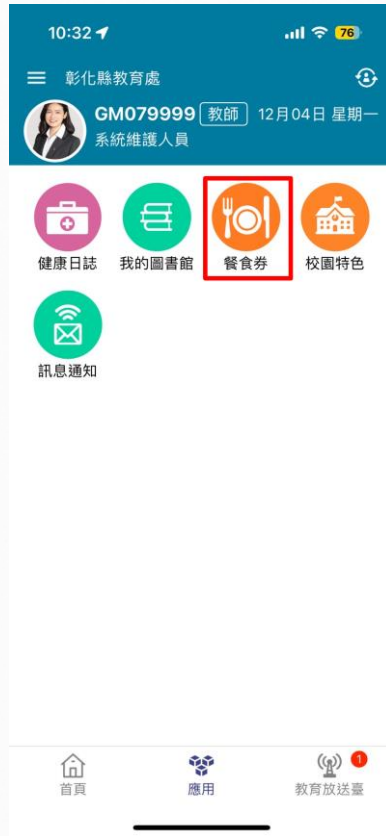 10:32
76
彰化縣教育處
GM079999 教師 12月04日 星期一
系統維護人員
健康日誌 我的圖書館 餐食券 校園特色
訊息通知
1
首頁 應用 教育放送臺